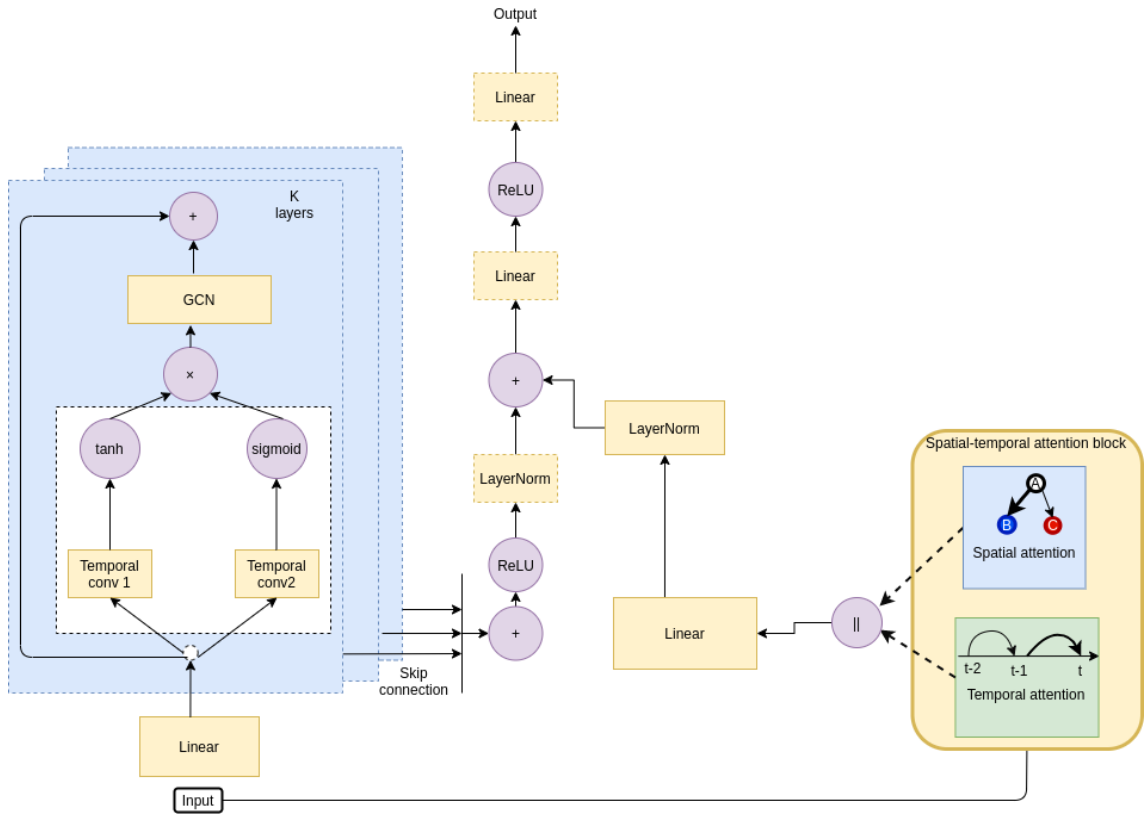 Output
Linear
ReLU
K
layers
+
Linear
GCN
×
+
LayerNorm
tanh
sigmoid
LayerNorm
Spatial-temporal attention block
A
B
C
Spatial attention
Temporal
conv 1
Temporal
conv2
ReLU
+
Linear
||
t-2
t-1
t
Temporal attention
Skip
connection
Linear
Input